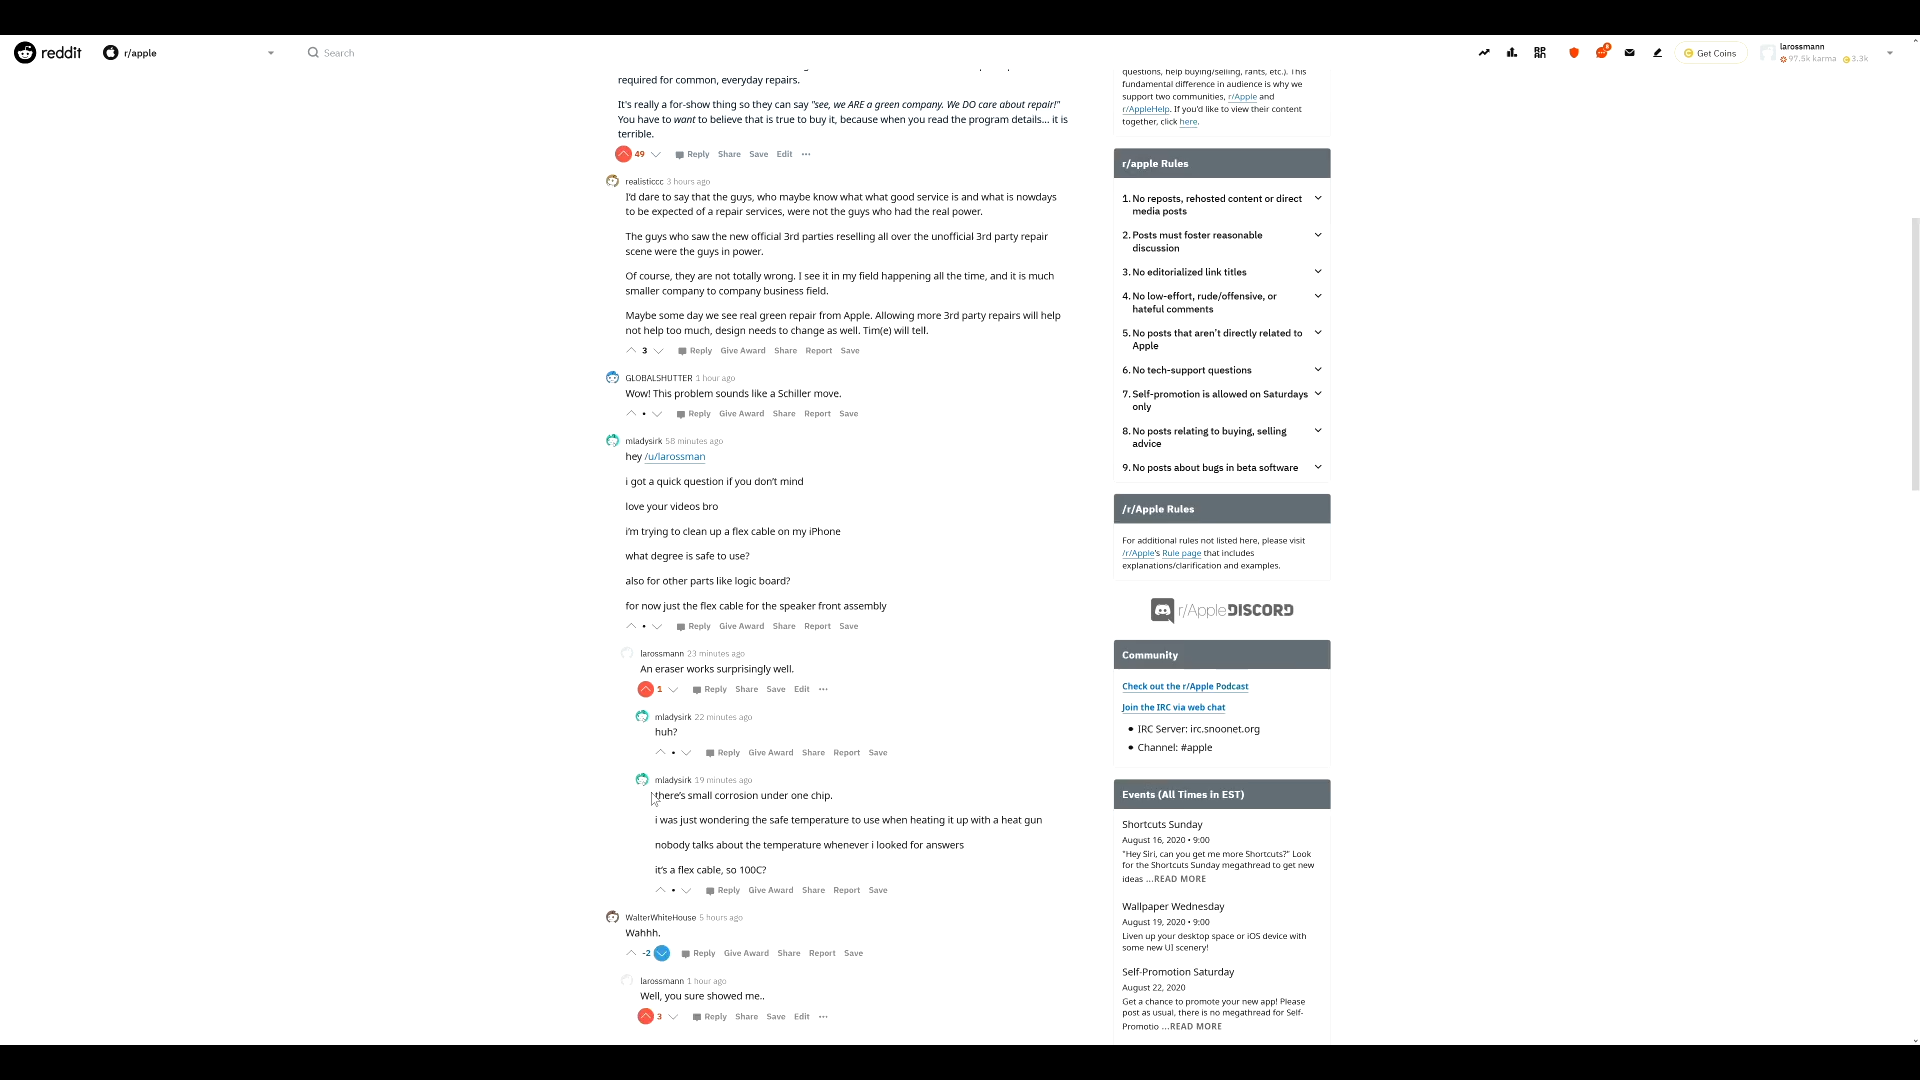 reddit
r/apple
Search
Get Coins
larossmann
97.5k karma
3.3k
required for common, everyday repairs.
It's really a for-show thing so they can say "see, we ARE a green company. We DO care about repair!"
You have to want to believe that is true to buy it, because when you read the program details... it is
terrible.
49 Reply Share Save Edit ...
realisticcc 3 hours ago
I'd dare to say that the guys, who maybe know what what good service is and what is nowdays
to be expected of a repair services, were not the guys who had the real power.
The guys who saw the new official 3rd parties reselling all over the unofficial 3rd party repair
scene were the guys in power.
Of course, they are not totally wrong. I see it in my field happening all the time, and it is much
smaller company to company business field.
Maybe some day we see real green repair from Apple. Allowing more 3rd party repairs will help
not help too much, design needs to change as well. Tim(e) will tell.
3 Reply Give Award Share Report Save
GLOBALSHUTTER 1 hour ago
Wow! This problem sounds like a Schiller move.
• Reply Give Award Share Report Save
mladysirk 58 minutes ago
hey /u/larossman
i got a quick question if you don't mind
love your videos bro
i'm trying to clean up a flex cable on my iPhone
what degree is safe to use?
also for other parts like logic board?
for now just the flex cable for the speaker front assembly
• Reply Give Award Share Report Save
larossmann 23 minutes ago
An eraser works surprisingly well.
1 Reply Share Save Edit ...
mladysirk 22 minutes ago
huh?
• Reply Give Award Share Report Save
mladysirk 19 minutes ago
there's small corrosion under one chip.
i was just wondering the safe temperature to use when heating it up with a heat gun
nobody talks about the temperature whenever i looked for answers
it's a flex cable, so 100C?
• Reply Give Award Share Report Save
WalterWhiteHouse 5 hours ago
Wahhh.
-2 Reply Give Award Share Report Save
larossmann 1 hour ago
Well, you sure showed me..
3 Reply Share Save Edit ...
questions, help buying/selling, rants, etc.). This
fundamental difference in audience is why we
support two communities, r/Apple and
r/AppleHelp. If you'd like to view their content
together, click here.
r/apple Rules
1. No reposts, rehosted content or direct
media posts
2. Posts must foster reasonable
discussion
3. No editorialized link titles
4. No low-effort, rude/offensive, or
hateful comments
5. No posts that aren't directly related to
Apple
6. No tech-support questions
7. Self-promotion is allowed on Saturdays
only
8. No posts relating to buying, selling
advice
9. No posts about bugs in beta software
/r/Apple Rules
For additional rules not listed here, please visit
/r/Apple's Rule page that includes
explanations/clarification and examples.
r/Apple DISCORD
Community
Check out the r/Apple Podcast
Join the IRC via web chat
• IRC Server: irc.snoonet.org
• Channel: #apple
Events (All Times in EST)
Shortcuts Sunday
August 16, 2020 • 9:00
"Hey Siri, can you get me more Shortcuts?" Look
for the Shortcuts Sunday megathread to get new
ideas ...READ MORE
Wallpaper Wednesday
August 19, 2020 • 9:00
Liven up your desktop space or iOS device with
some new UI scenery!
Self-Promotion Saturday
August 22, 2020
Get a chance to promote your new app! Please
post as usual, there is no megathread for Self-
Promotio ...READ MORE